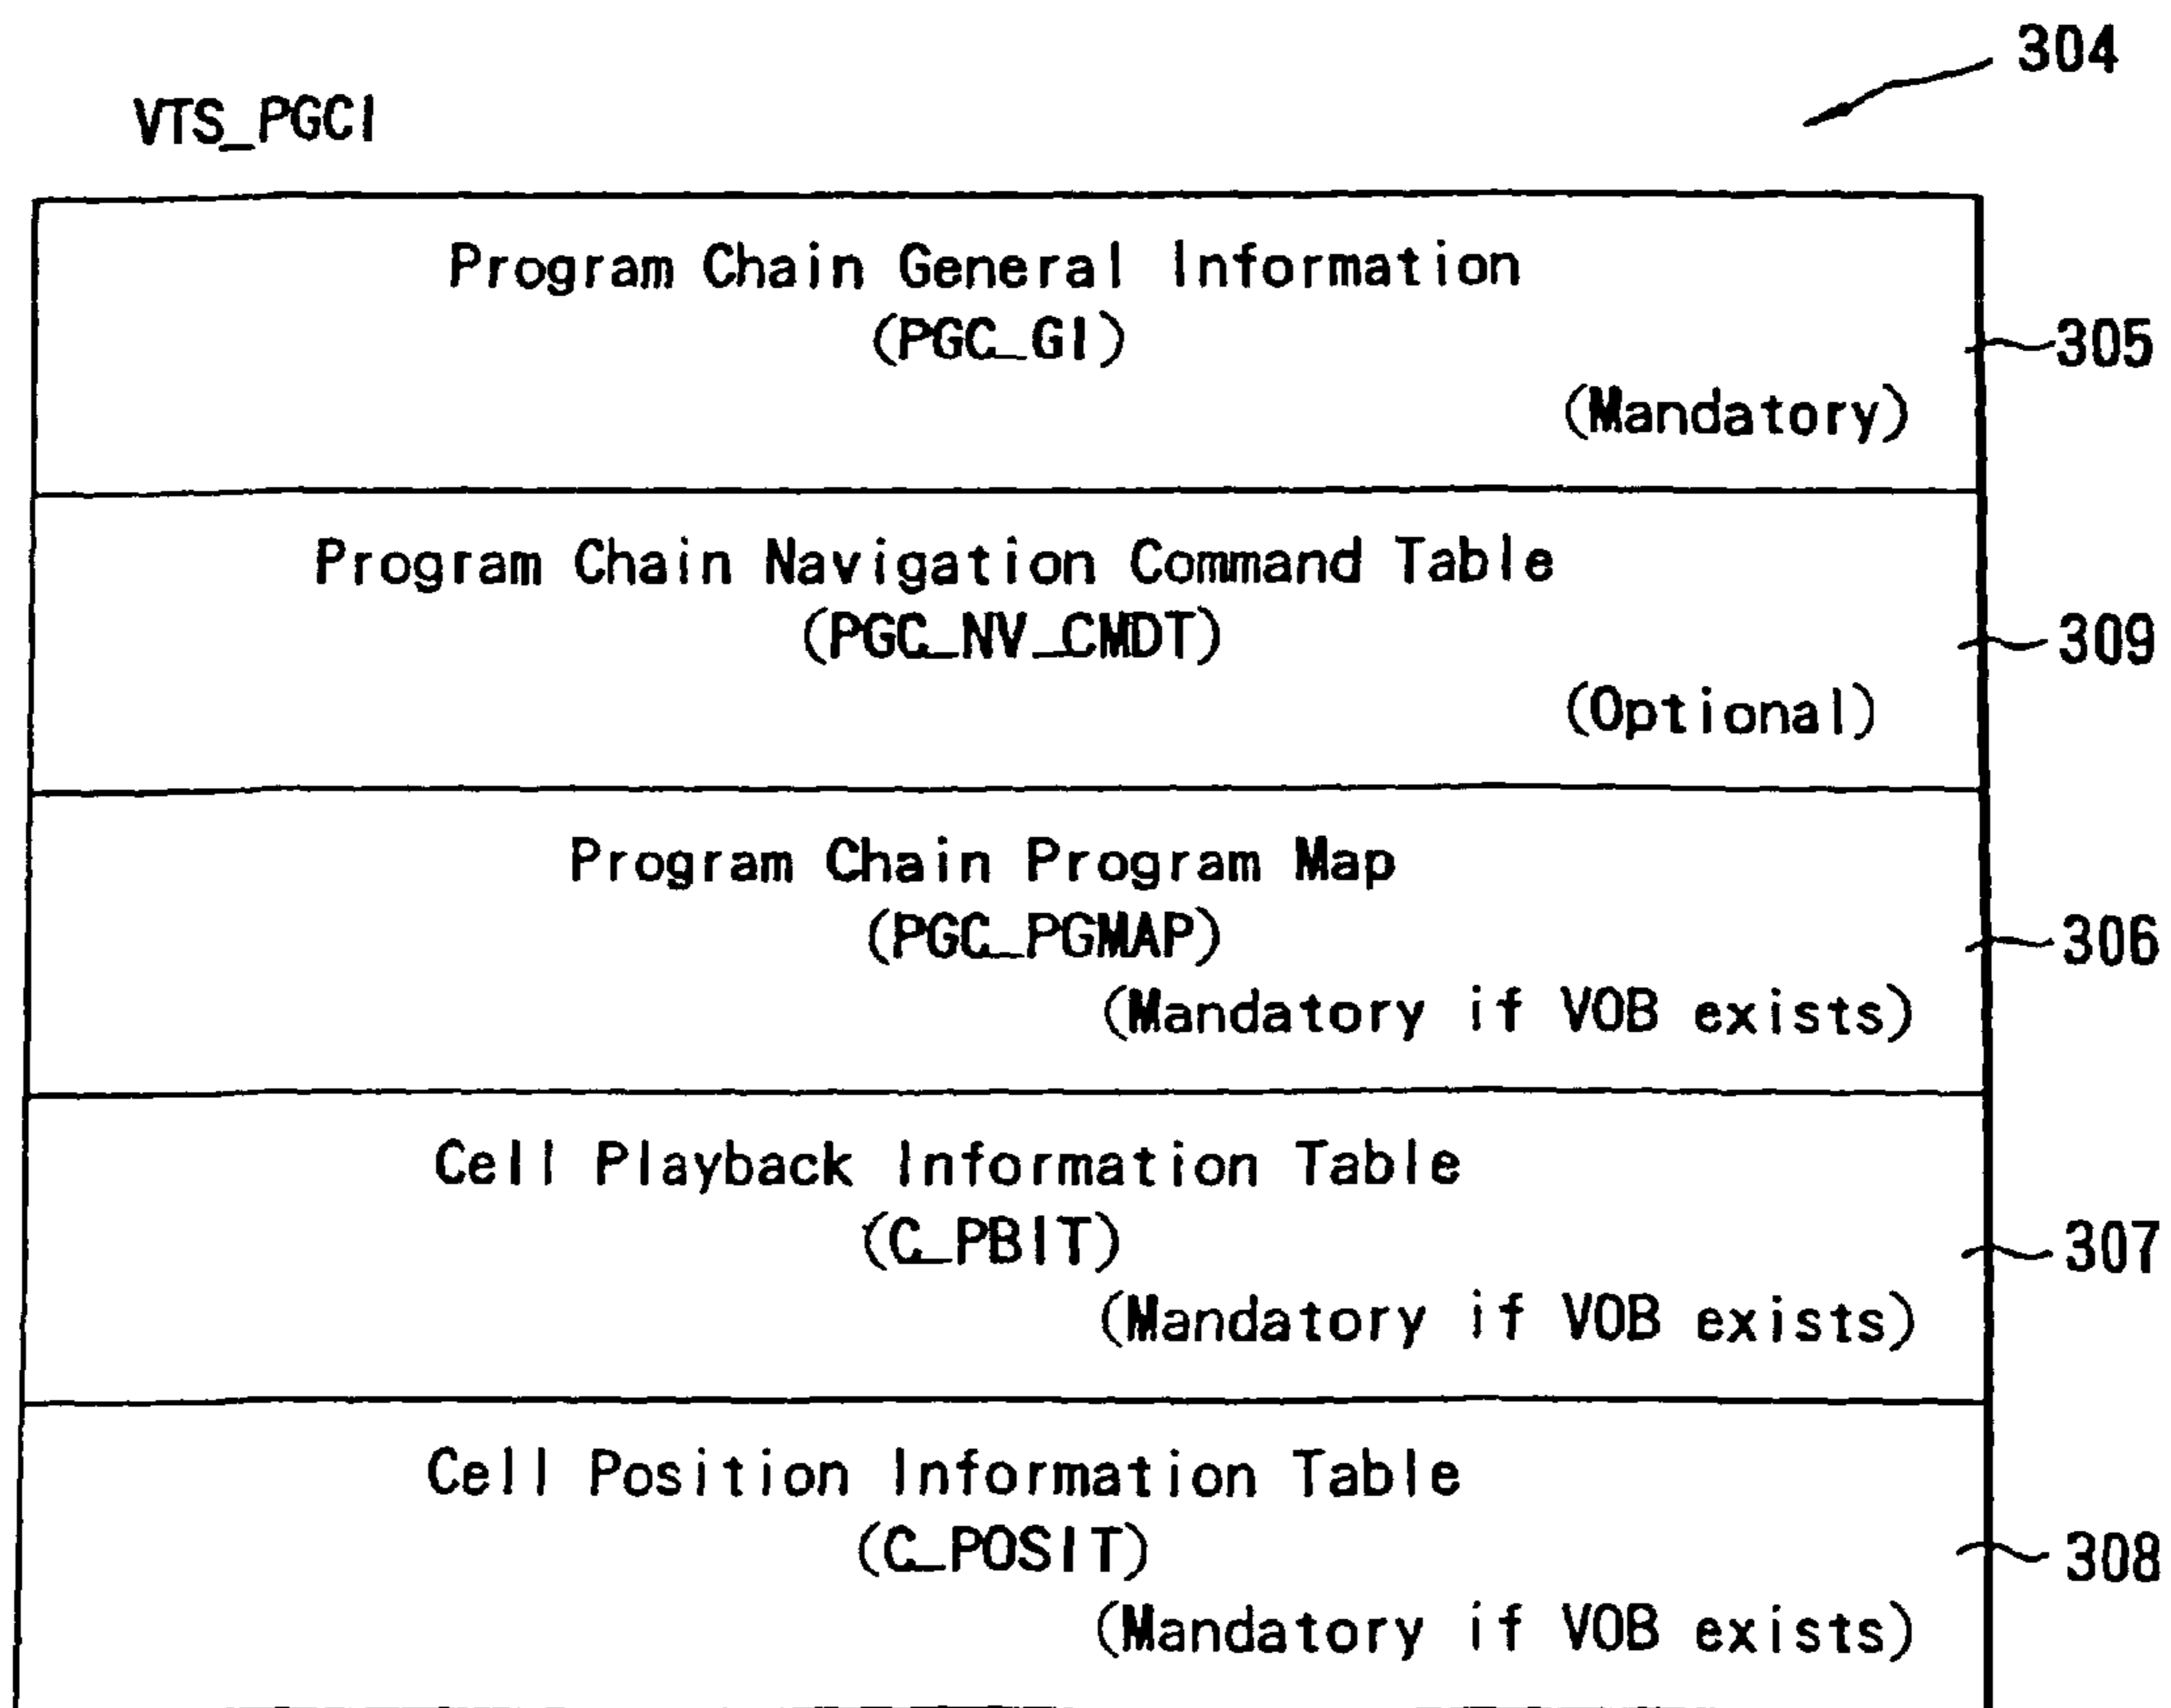 304
VTS_PGCI
Program Chain General Information
(PGC_GI)
305
(Mandatory)
Program Chain Navigation Command Table
(PGC_NV_CMDT)
309
(Optional)
Program Chain Program Map
(PGC_PGMAP)
306
(Mandatory if VOB exists)
Cell Playback Information Table
(C_PBIT)
307
(Mandatory if VOB exists)
Cell Position Information Table
(C_POSIT)
308
(Mandatory if VOB exists)